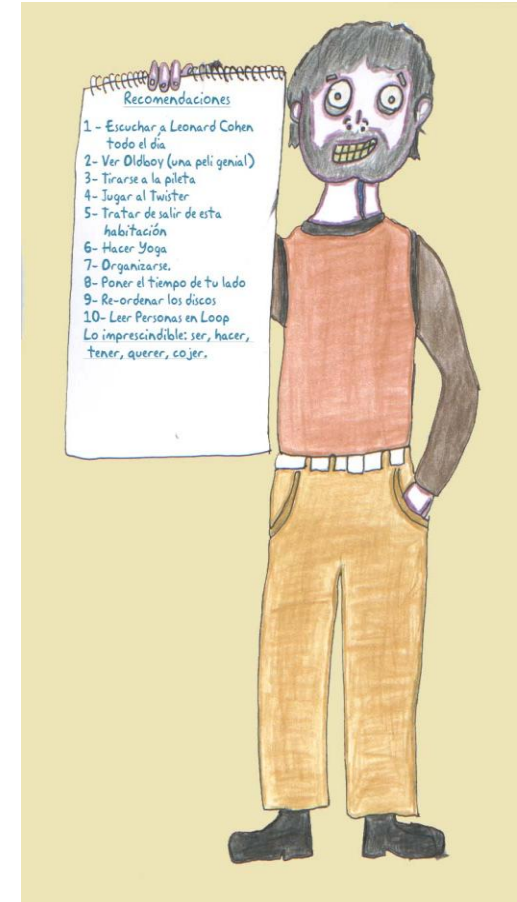 Recomendaciones
1 - Escuchar a Leonard Cohen
todo el día
2- Ver Oldboy (una peli genial)
3- Tirarse a la pileta
4- Jugar al Twister
5- Tratar de salir de esta
habitación
6- Hacer Yoga
7- Organizarse.
8- Poner el tiempo de tu lado
9- Re-ordenar los discos
10- Leer Personas en Loop
Lo imprescindible: ser, hacer,
tener, querer, cojer.